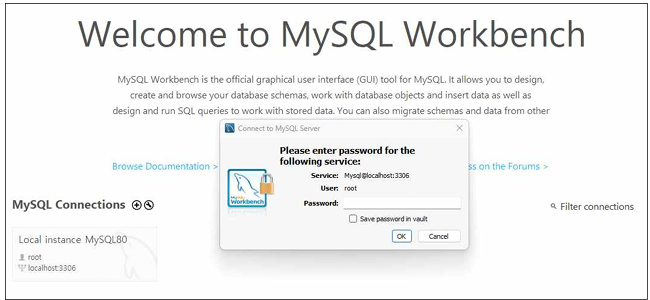 Welcome to MySQL Workbench
MySQL Workbench is the official graphical user interface (GUI) tool for MySQL. It allows you to design,
create and browse your database schemas, work with database objects and insert data as well as
design and run SQL queries to work with stored data. You can also migrate schemas and data from other
Connect to MySQL Server
Please enter password for the
following service:
Service: Mysql@localhost:3306
User: root
Password:
Save password in vault
OK Cancel
MySQL Workbench
Browse Documentation > ss on the Forums >
MySQL Connections
Filter connections
Local instance MySQL80
root
localhost:3306